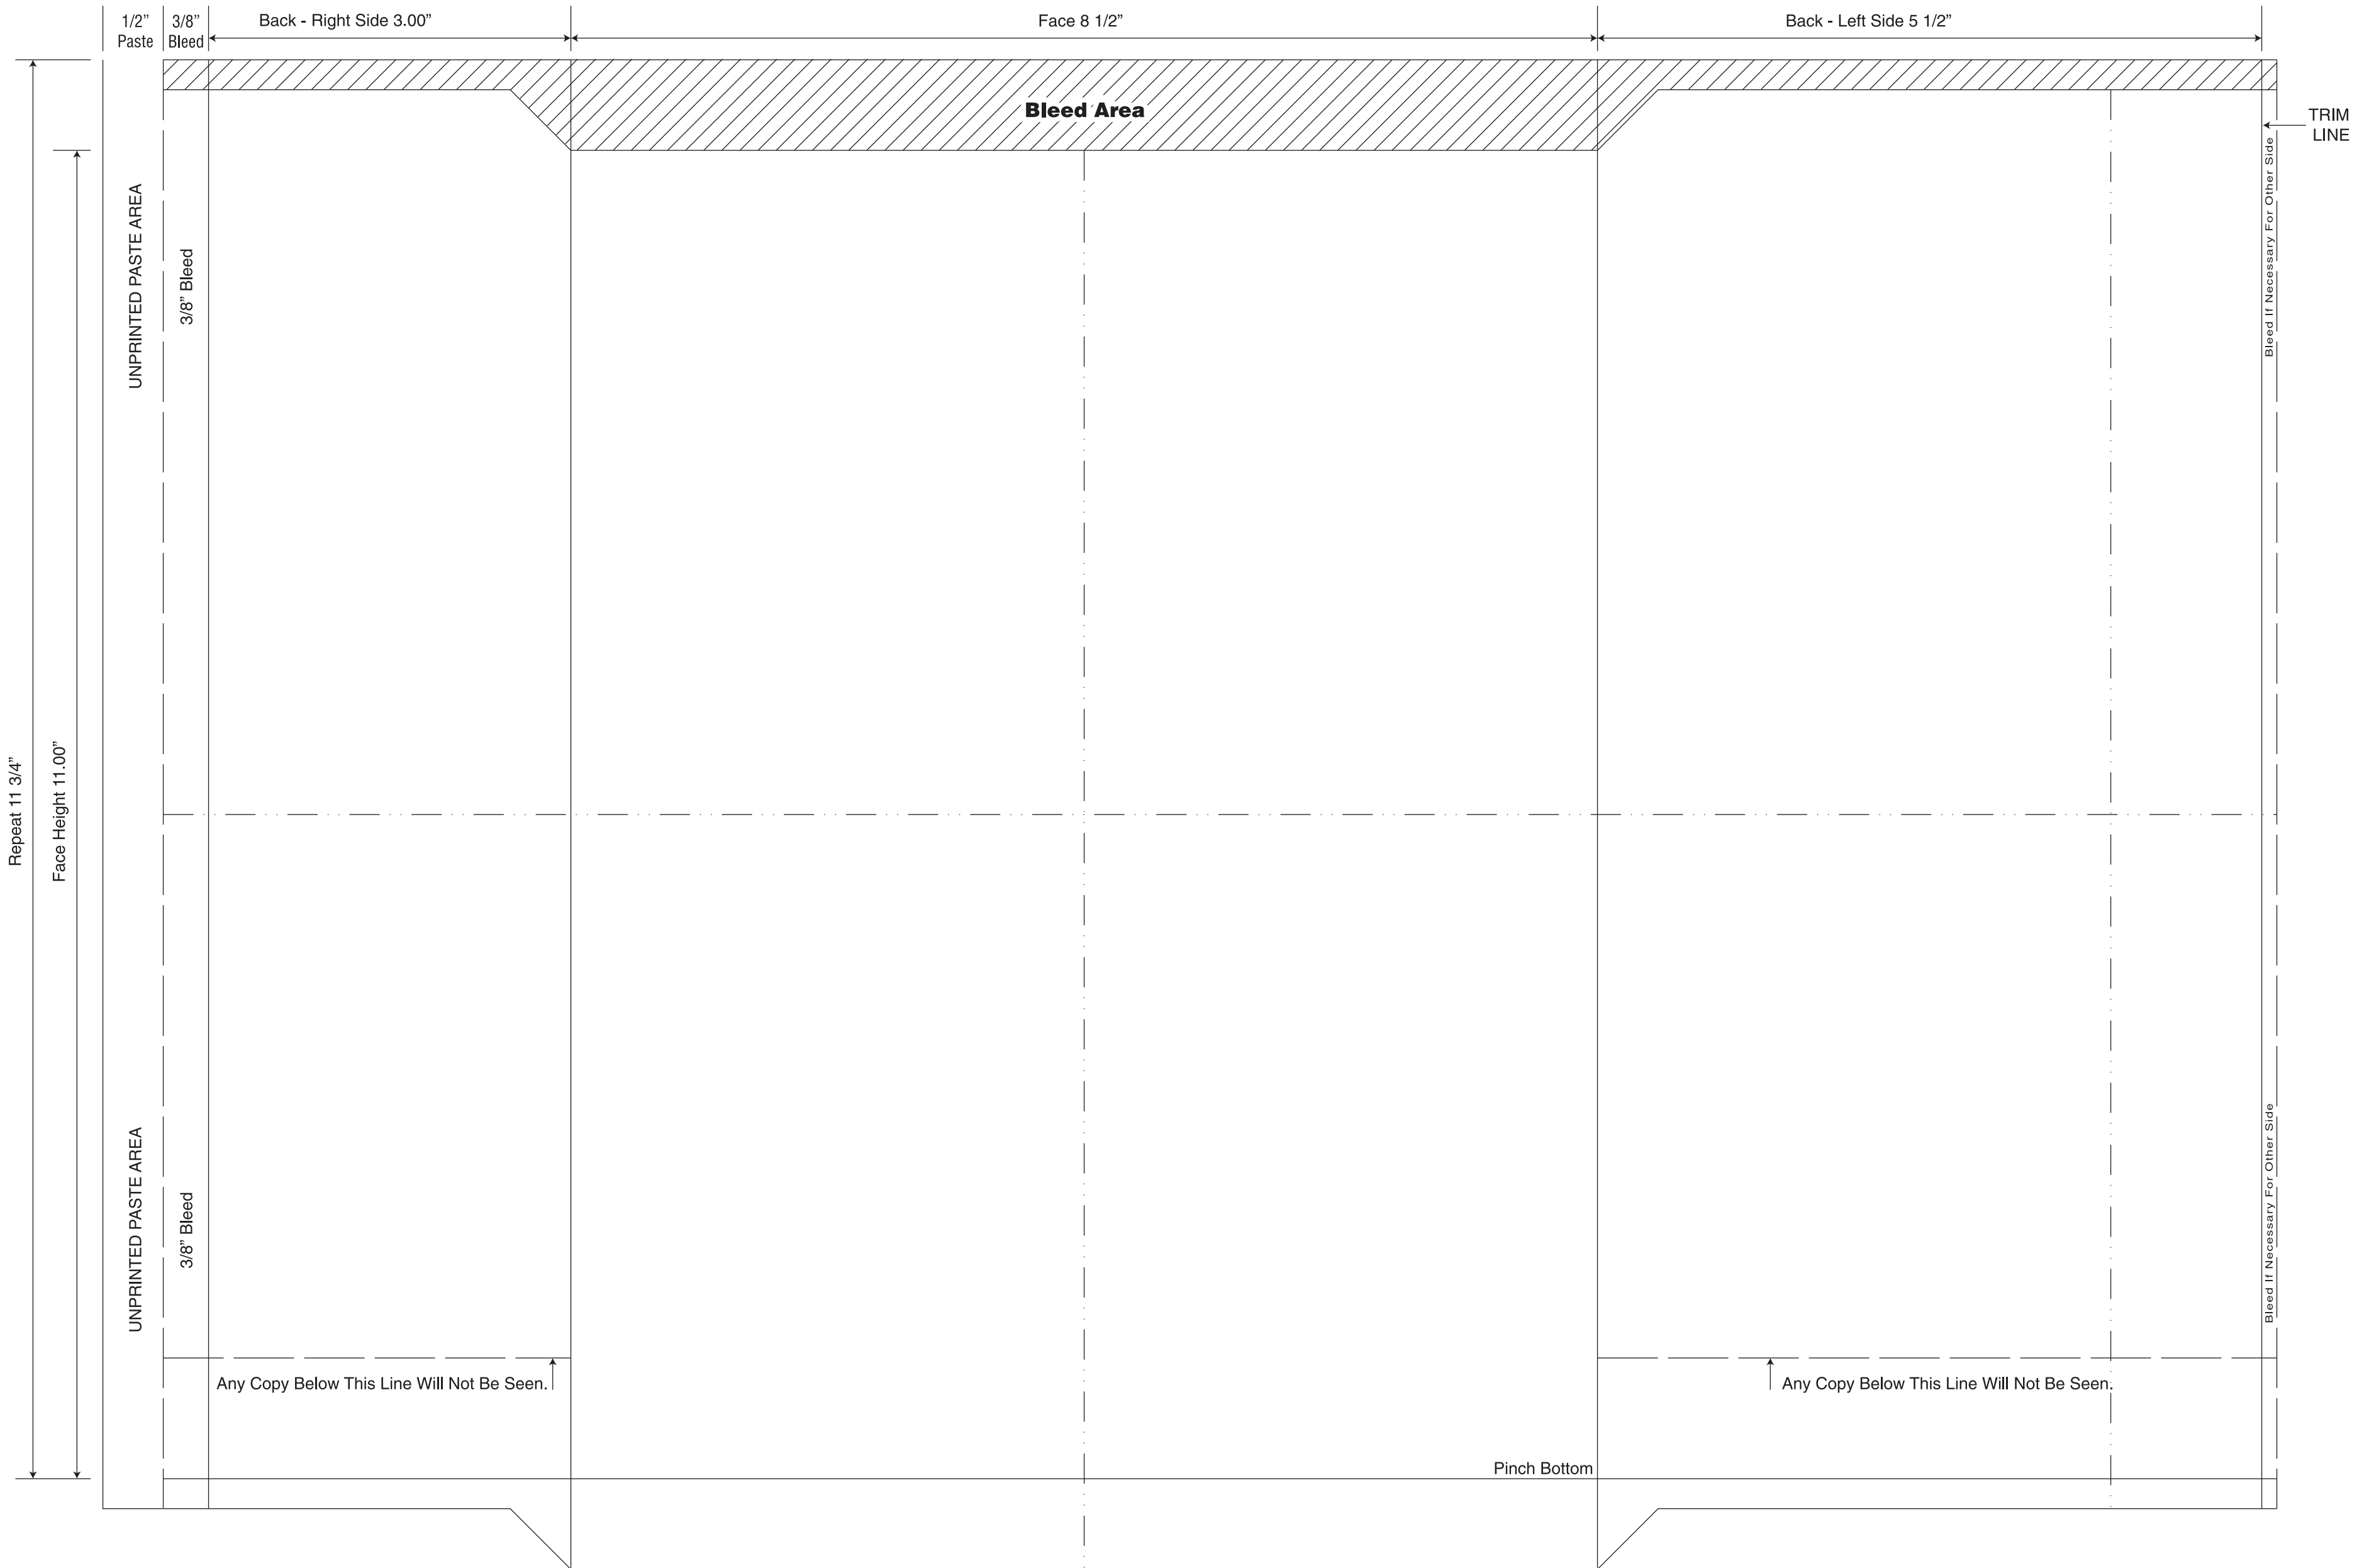 1/2”
Paste
3/8”
Bleed
Back - Right Side 3.00”
Face 8 1/2”
Back - Left Side 5 1/2”
Bleed Area
TRIM
LINE
UNPRINTED PASTE AREA
3/8” Bleed
Bleed If Necessary For Other Side
Repeat 11 3/4”
Face Height 11.00”
UNPRINTED PASTE AREA
3/8” Bleed
Bleed If Necessary For Other Side
Any Copy Below This Line Will Not Be Seen.
Any Copy Below This Line Will Not Be Seen.
Pinch Bottom